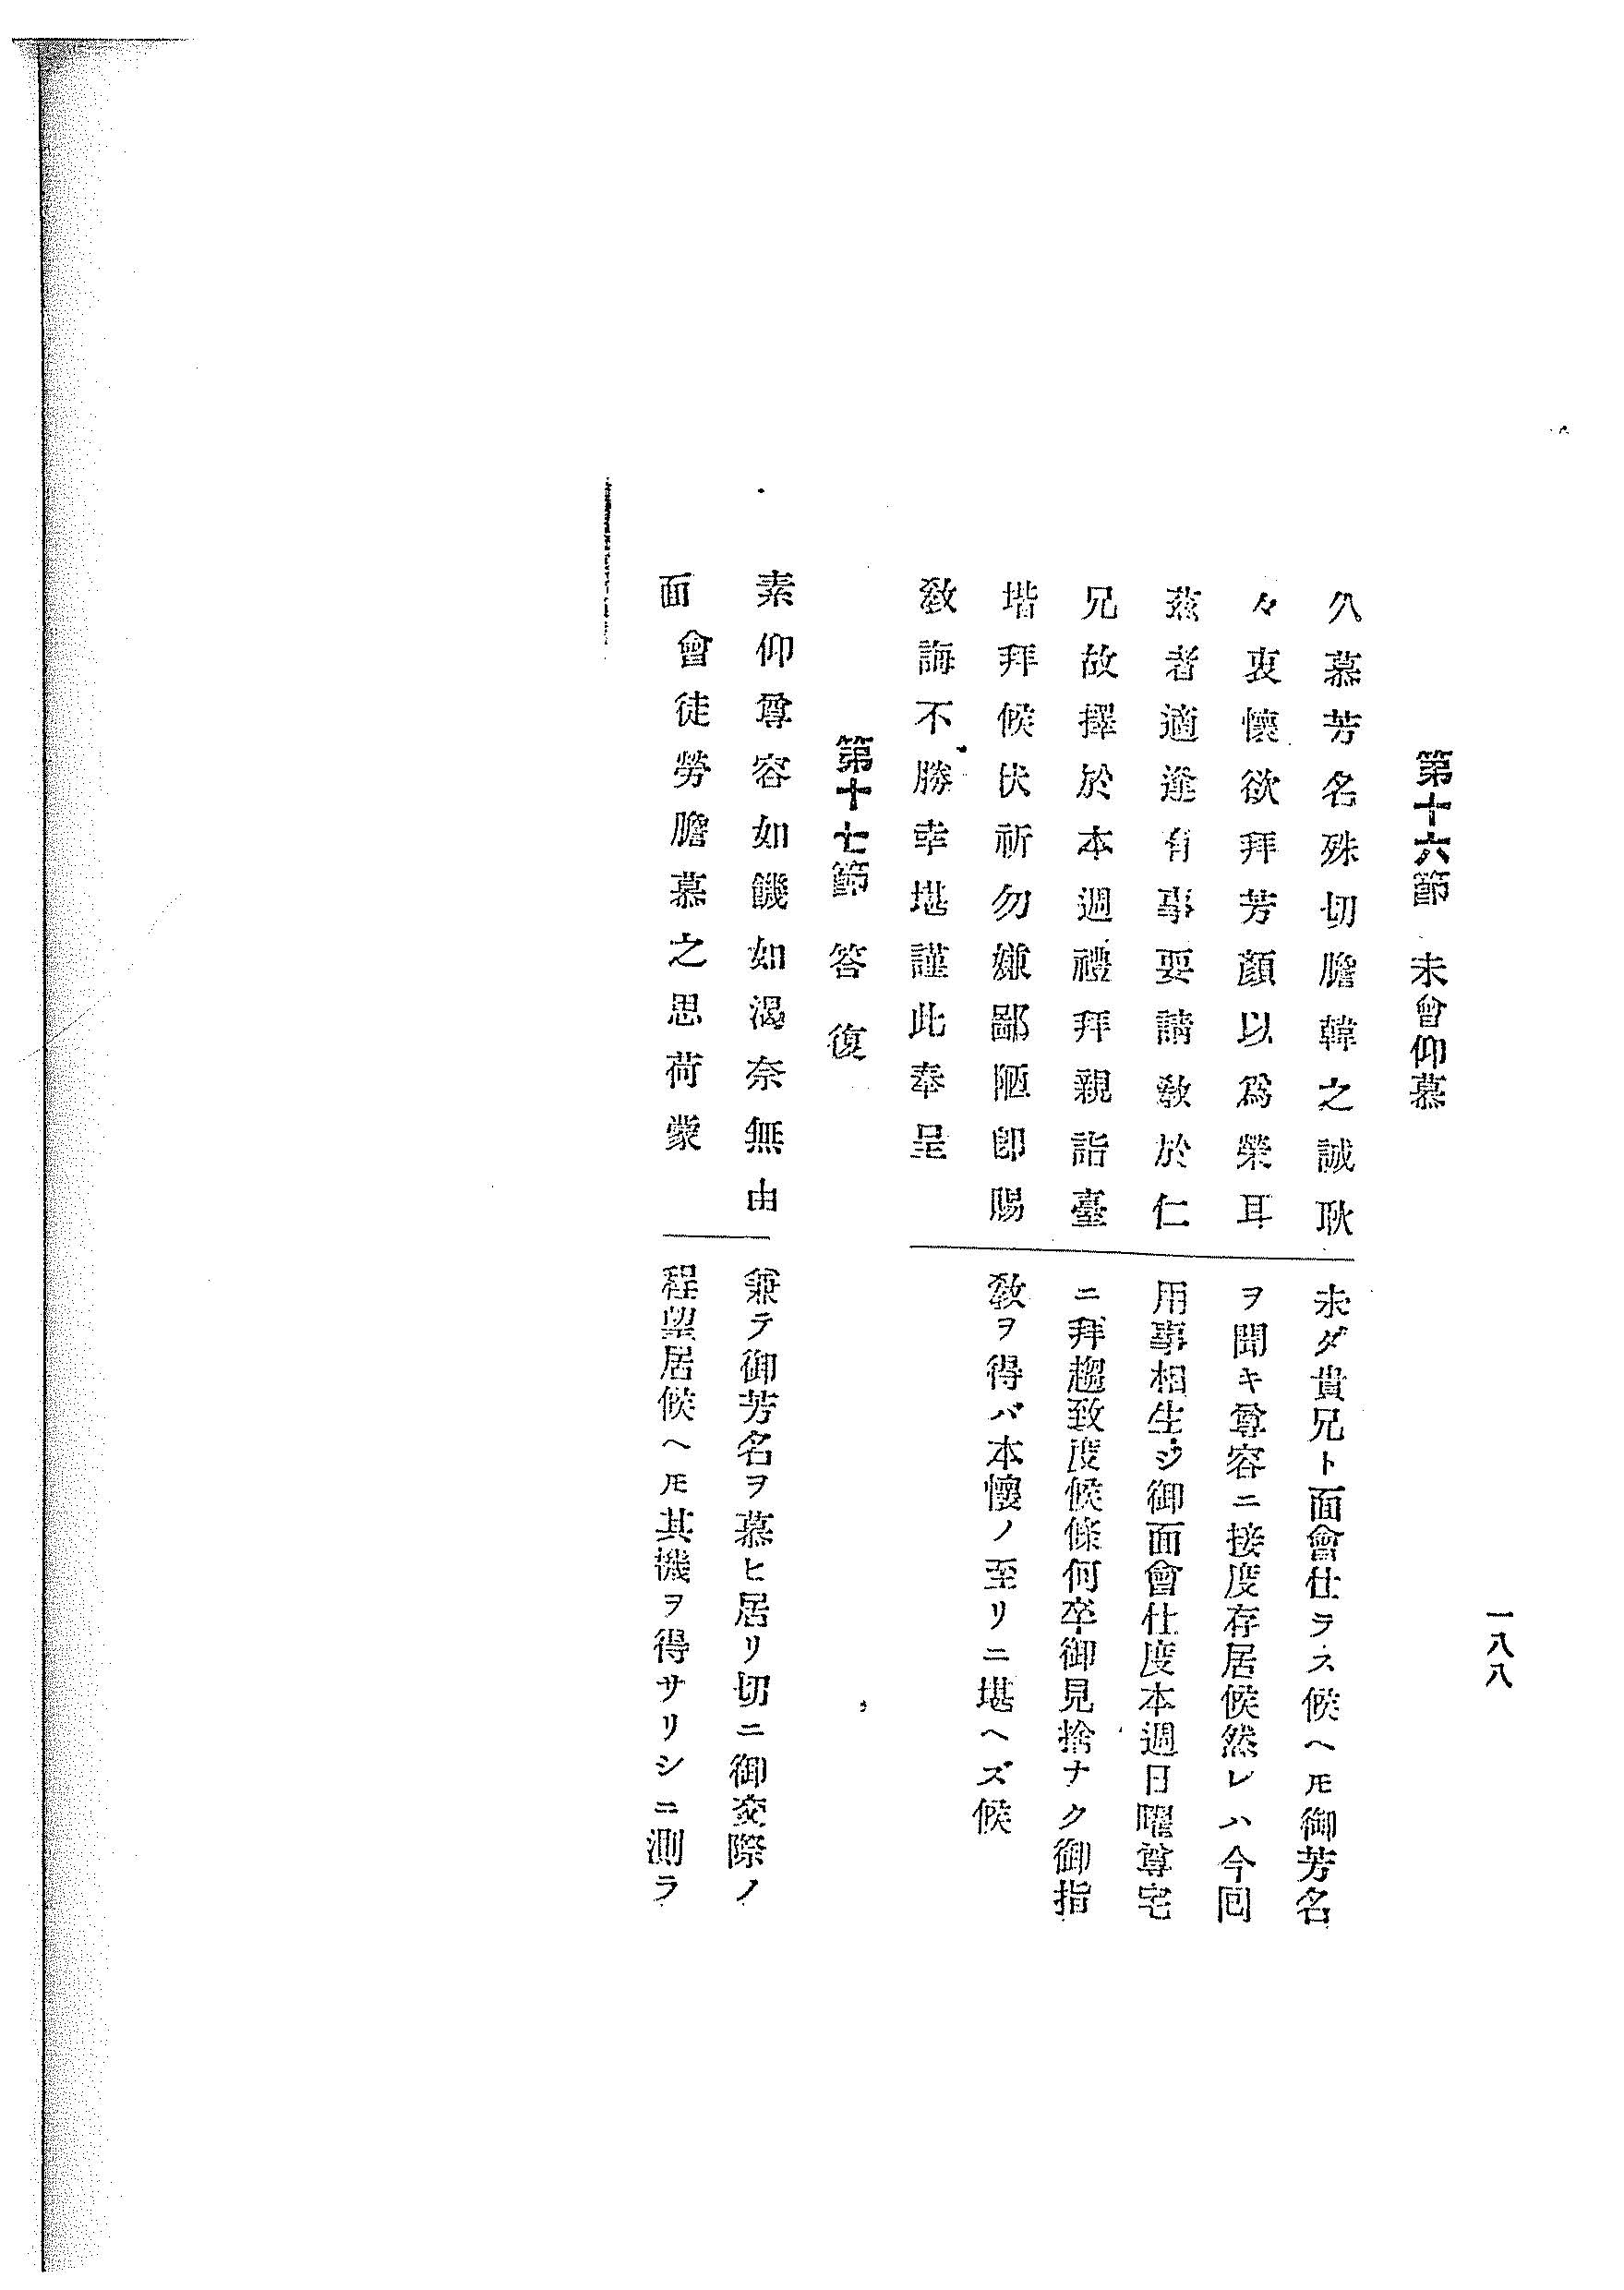 一八八
第十六節 未會仰慕
久慕芳名殊切膽韓之誠耿
々衷懷欲拜芳顏以爲榮耳
茲者適逢有事要請敎於仁
兄故擇於本週禮拜親詣臺
堦拜候伏祈勿嫌鄙陋卽賜
敎誨不勝幸堪謹此奉呈
未ダ貴兄ト面會仕ラス候ヘ𪜈御芳名
ヲ聞キ尊容ニ接度存居候然レハ今回
用事相生ジ御面會仕度本週日曜尊宅
ニ拜趨致度候條何卒御見捨ナク御指
敎ヲ得バ本懷ノ至リニ堪ヘズ候
第十七節 答復
素仰尊容如饑如渴奈無由
面會徒勞膽慕之思荷蒙
兼テ御芳名ヲ慕ヒ居リ切ニ御交際ノ
程望居候ヘ𪜈其機ヲ得サリシニ測ラ